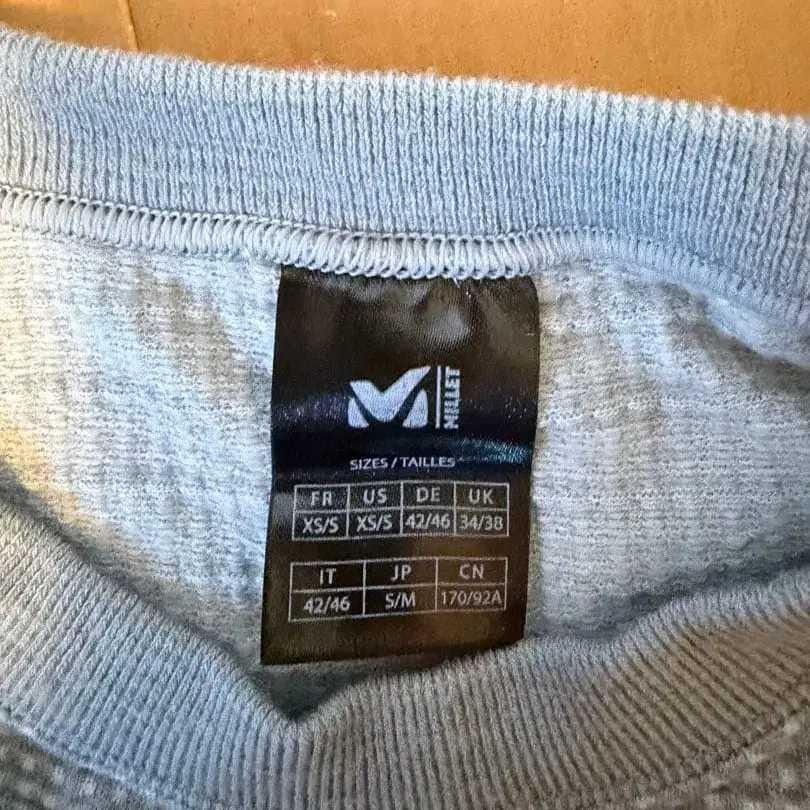 MILLET
SIZES / TAILLES
FR US DE UK
XS/S XS/S 42/46 34/38
IT JP CN
42/46 S/M 170/92A